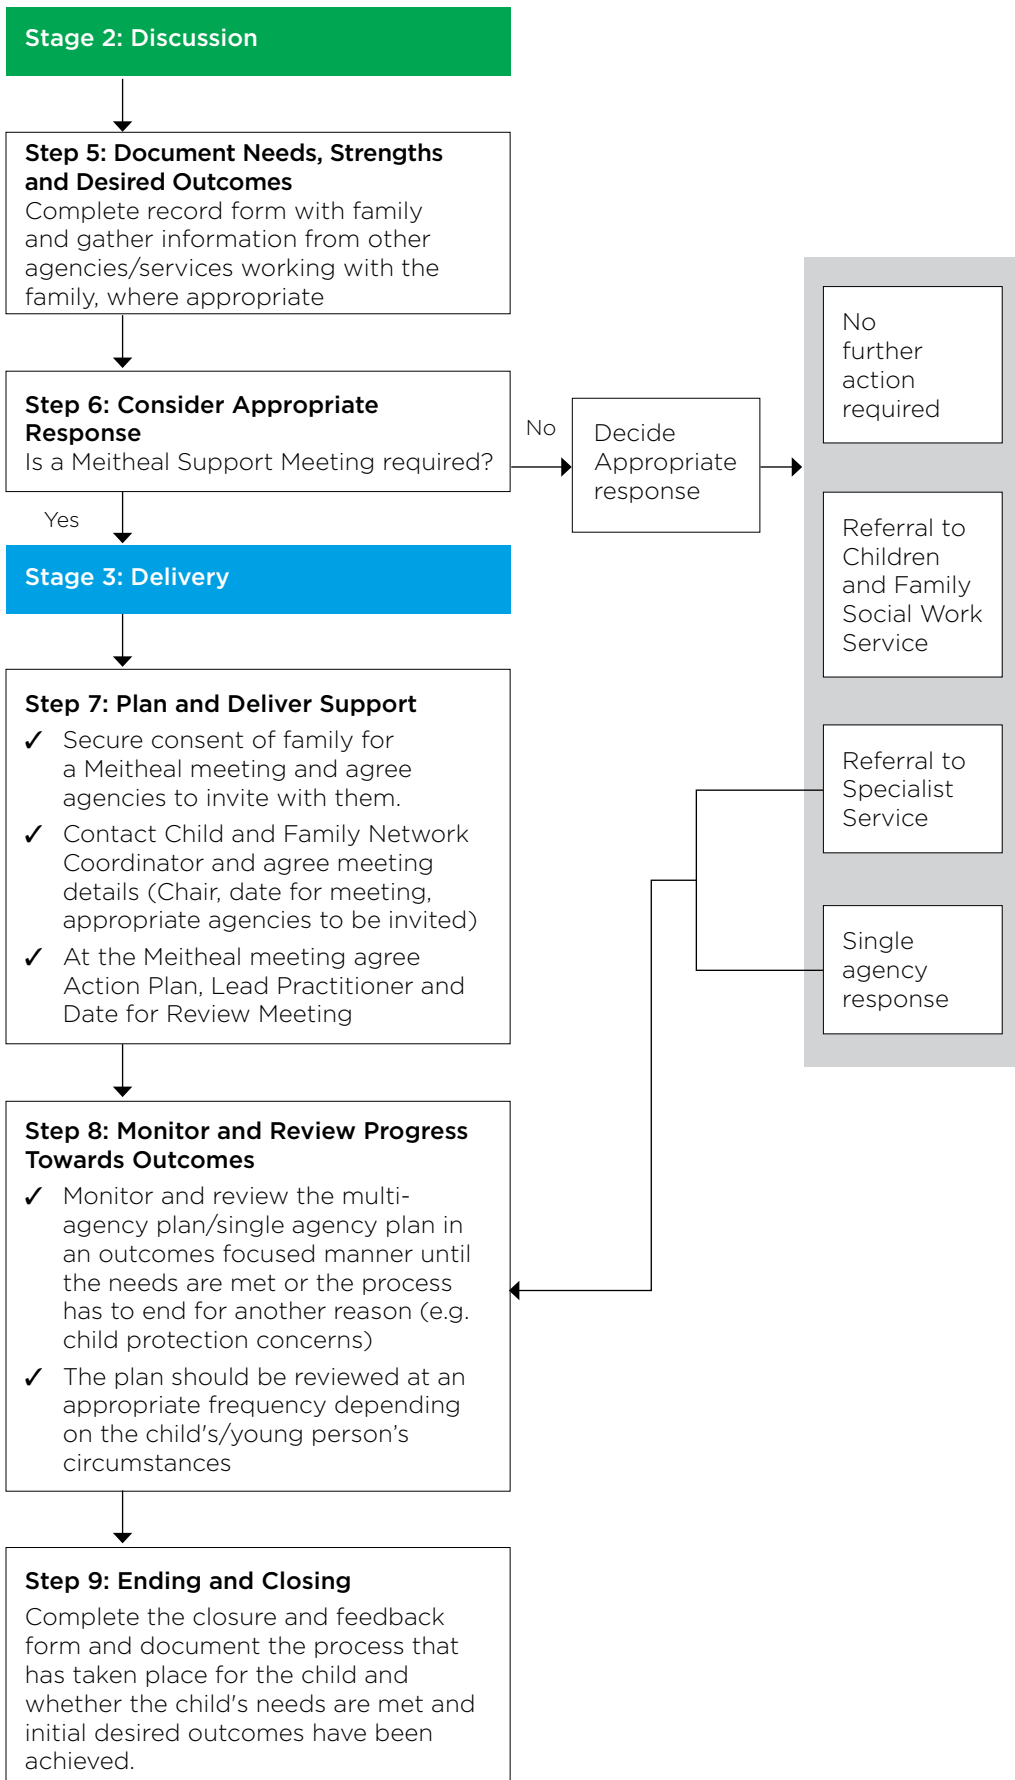 Stage 2: Discussion
Step 5: Document Needs, Strengths
and Desired Outcomes
Complete record form with family
and gather information from other
agencies/services working with the
family, where appropriate
Step 6: Consider Appropriate
Response
Is a Meitheal Support Meeting required?
No
Decide
Appropriate
response
No
further
action
required
Referral to
Children
and Family
Social Work
Service
Referral to
Specialist
Service
Single
agency
response
Yes
Stage 3: Delivery
Step 7: Plan and Deliver Support
✓ Secure consent of family for
a Meitheal meeting and agree
agencies to invite with them.
✓ Contact Child and Family Network
Coordinator and agree meeting
details (Chair, date for meeting,
appropriate agencies to be invited)
✓ At the Meitheal meeting agree
Action Plan, Lead Practitioner and
Date for Review Meeting
Step 8: Monitor and Review Progress
Towards Outcomes
✓ Monitor and review the multi-
agency plan/single agency plan in
an outcomes focused manner until
the needs are met or the process
has to end for another reason (e.g.
child protection concerns)
✓ The plan should be reviewed at an
appropriate frequency depending
on the child's/young person’s
circumstances
Step 9: Ending and Closing
Complete the closure and feedback
form and document the process that
has taken place for the child and
whether the child's needs are met and
initial desired outcomes have been
achieved.